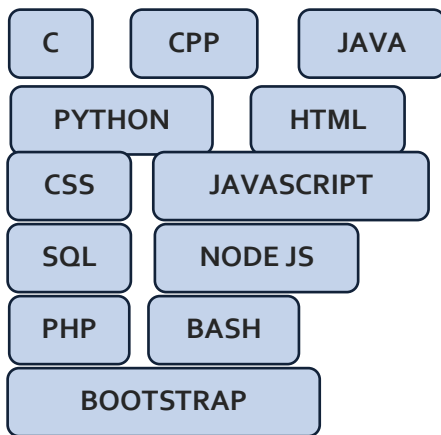 C CPP JAVA
PYTHON HTML
CSS JAVASCRIPT
SQL NODE JS
PHP BASH
BOOTSTRAP